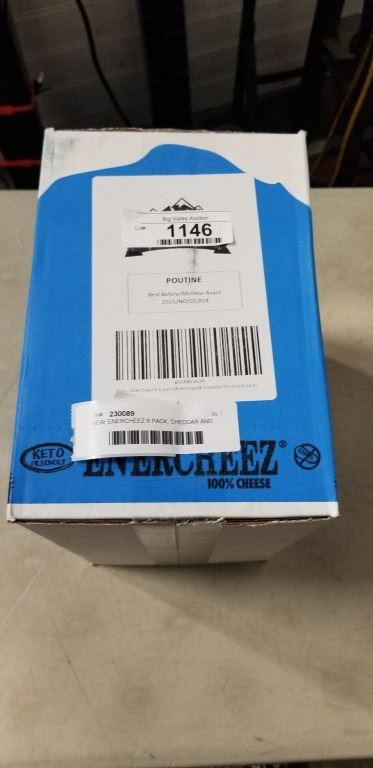 Big Valley Auction
Lot# 1146
POUTINE
Best Before/Meilleur Avant
2025/NO/02/B14
230089
Qty: 1
NEW ENERCHEEZ 6 PACK, CHEDDAR AND
KETO
FRIENDLY
ENERCHEEZ®
100% CHEESE